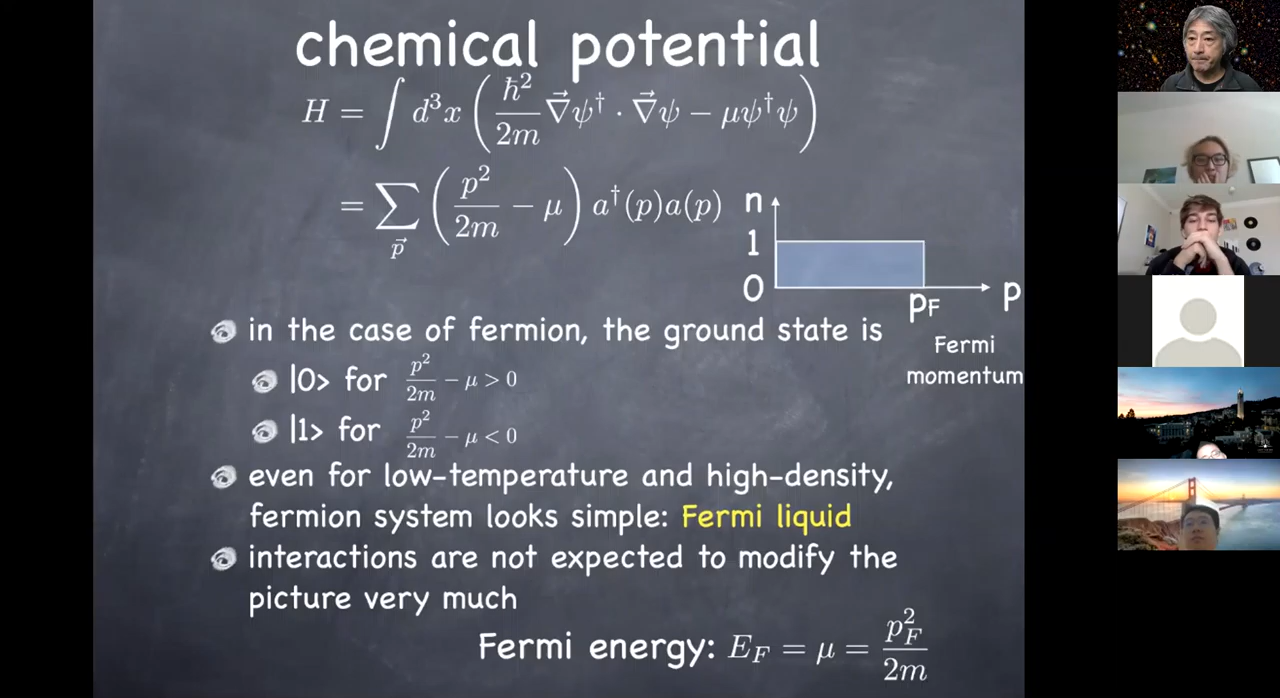 chemical potential
H = ∫ d³x ( ħ²/2m ∇⃗ψ† · ∇⃗ψ − μψ†ψ )
= ∑_p⃗ ( p²/2m − μ ) a†(p)a(p)
n
1
0
p
pF
Fermi
momentum
in the case of fermion, the ground state is
|0> for p²/2m − μ > 0
|1> for p²/2m − μ < 0
even for low-temperature and high-density,
fermion system looks simple: Fermi liquid
interactions are not expected to modify the
picture very much
Fermi energy: E_F = μ = p_F²/2m